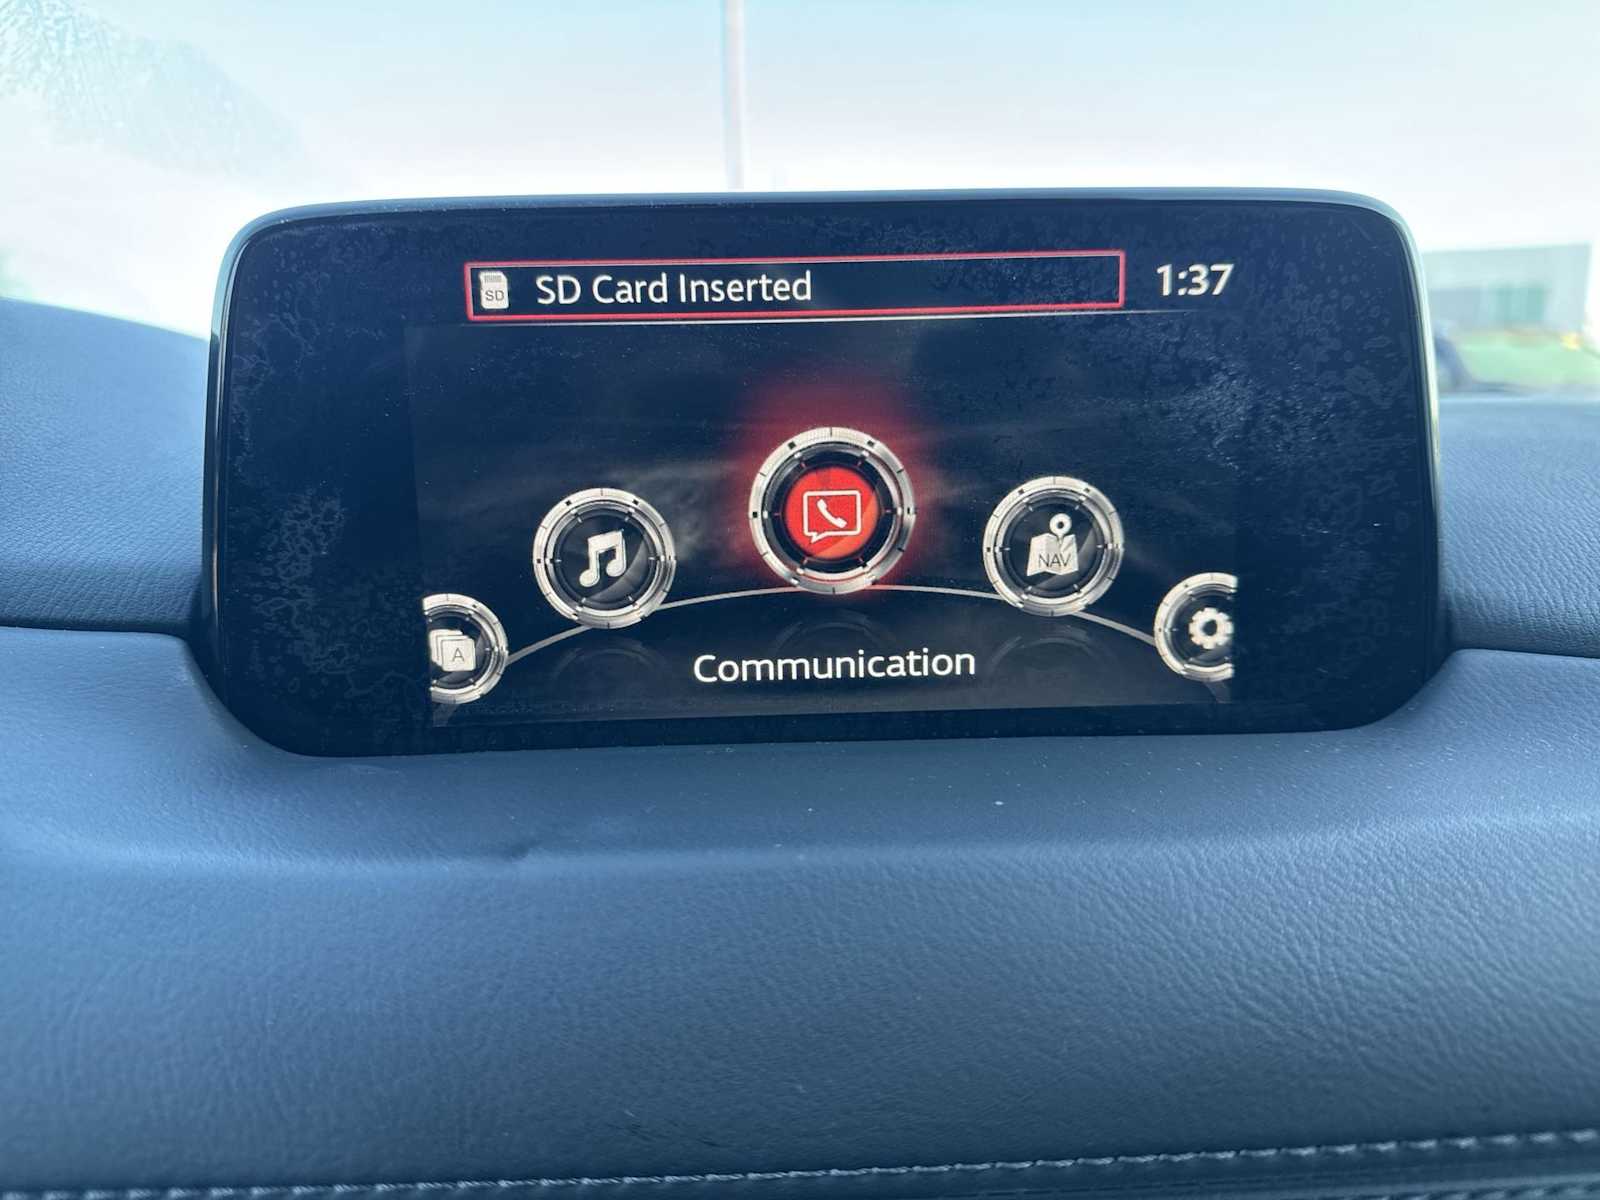 SD
SD Card Inserted
1:37
NAV
A
Communication